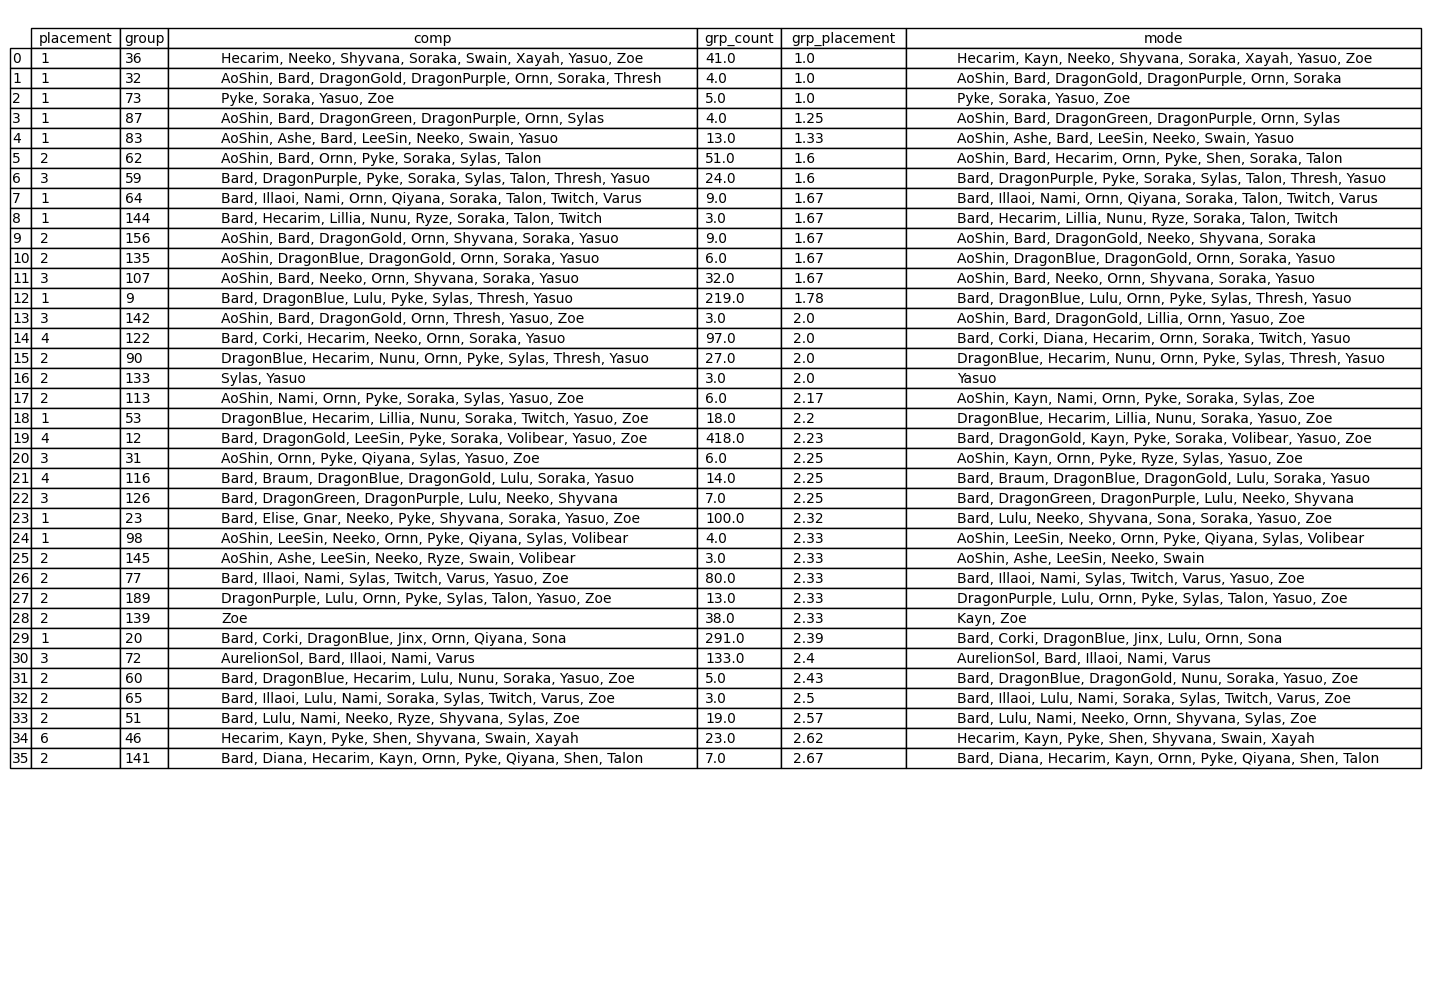 placement group comp grp_count grp_placement mode
0 1 36 Hecarim, Neeko, Shyvana, Soraka, Swain, Xayah, Yasuo, Zoe 41.0 1.0 Hecarim, Kayn, Neeko, Shyvana, Soraka, Xayah, Yasuo, Zoe
1 1 32 AoShin, Bard, DragonGold, DragonPurple, Ornn, Soraka, Thresh 4.0 1.0 AoShin, Bard, DragonGold, DragonPurple, Ornn, Soraka
2 1 73 Pyke, Soraka, Yasuo, Zoe 5.0 1.0 Pyke, Soraka, Yasuo, Zoe
3 1 87 AoShin, Bard, DragonGreen, DragonPurple, Ornn, Sylas 4.0 1.25 AoShin, Bard, DragonGreen, DragonPurple, Ornn, Sylas
4 1 83 AoShin, Ashe, Bard, LeeSin, Neeko, Swain, Yasuo 13.0 1.33 AoShin, Ashe, Bard, LeeSin, Neeko, Swain, Yasuo
5 2 62 AoShin, Bard, Ornn, Pyke, Soraka, Sylas, Talon 51.0 1.6 AoShin, Bard, Hecarim, Ornn, Pyke, Shen, Soraka, Talon
6 3 59 Bard, DragonPurple, Pyke, Soraka, Sylas, Talon, Thresh, Yasuo 24.0 1.6 Bard, DragonPurple, Pyke, Soraka, Sylas, Talon, Thresh, Yasuo
7 1 64 Bard, Illaoi, Nami, Ornn, Qiyana, Soraka, Talon, Twitch, Varus 9.0 1.67 Bard, Illaoi, Nami, Ornn, Qiyana, Soraka, Talon, Twitch, Varus
8 1 144 Bard, Hecarim, Lillia, Nunu, Ryze, Soraka, Talon, Twitch 3.0 1.67 Bard, Hecarim, Lillia, Nunu, Ryze, Soraka, Talon, Twitch
9 2 156 AoShin, Bard, DragonGold, Ornn, Shyvana, Soraka, Yasuo 9.0 1.67 AoShin, Bard, DragonGold, Neeko, Shyvana, Soraka
10 2 135 AoShin, DragonBlue, DragonGold, Ornn, Soraka, Yasuo 6.0 1.67 AoShin, DragonBlue, DragonGold, Ornn, Soraka, Yasuo
11 3 107 AoShin, Bard, Neeko, Ornn, Shyvana, Soraka, Yasuo 32.0 1.67 AoShin, Bard, Neeko, Ornn, Shyvana, Soraka, Yasuo
12 1 9 Bard, DragonBlue, Lulu, Pyke, Sylas, Thresh, Yasuo 219.0 1.78 Bard, DragonBlue, Lulu, Ornn, Pyke, Sylas, Thresh, Yasuo
13 3 142 AoShin, Bard, DragonGold, Ornn, Thresh, Yasuo, Zoe 3.0 2.0 AoShin, Bard, DragonGold, Lillia, Ornn, Yasuo, Zoe
14 4 122 Bard, Corki, Hecarim, Neeko, Ornn, Soraka, Yasuo 97.0 2.0 Bard, Corki, Diana, Hecarim, Ornn, Soraka, Twitch, Yasuo
15 2 90 DragonBlue, Hecarim, Nunu, Ornn, Pyke, Sylas, Thresh, Yasuo 27.0 2.0 DragonBlue, Hecarim, Nunu, Ornn, Pyke, Sylas, Thresh, Yasuo
16 2 133 Sylas, Yasuo 3.0 2.0 Yasuo
17 2 113 AoShin, Nami, Ornn, Pyke, Soraka, Sylas, Yasuo, Zoe 6.0 2.17 AoShin, Kayn, Nami, Ornn, Pyke, Soraka, Sylas, Zoe
18 1 53 DragonBlue, Hecarim, Lillia, Nunu, Soraka, Twitch, Yasuo, Zoe 18.0 2.2 DragonBlue, Hecarim, Lillia, Nunu, Soraka, Yasuo, Zoe
19 4 12 Bard, DragonGold, LeeSin, Pyke, Soraka, Volibear, Yasuo, Zoe 418.0 2.23 Bard, DragonGold, Kayn, Pyke, Soraka, Volibear, Yasuo, Zoe
20 3 31 AoShin, Ornn, Pyke, Qiyana, Sylas, Yasuo, Zoe 6.0 2.25 AoShin, Kayn, Ornn, Pyke, Ryze, Sylas, Yasuo, Zoe
21 4 116 Bard, Braum, DragonBlue, DragonGold, Lulu, Soraka, Yasuo 14.0 2.25 Bard, Braum, DragonBlue, DragonGold, Lulu, Soraka, Yasuo
22 3 126 Bard, DragonGreen, DragonPurple, Lulu, Neeko, Shyvana 7.0 2.25 Bard, DragonGreen, DragonPurple, Lulu, Neeko, Shyvana
23 1 23 Bard, Elise, Gnar, Neeko, Pyke, Shyvana, Soraka, Yasuo, Zoe 100.0 2.32 Bard, Lulu, Neeko, Shyvana, Sona, Soraka, Yasuo, Zoe
24 1 98 AoShin, LeeSin, Neeko, Ornn, Pyke, Qiyana, Sylas, Volibear 4.0 2.33 AoShin, LeeSin, Neeko, Ornn, Pyke, Qiyana, Sylas, Volibear
25 2 145 AoShin, Ashe, LeeSin, Neeko, Ryze, Swain, Volibear 3.0 2.33 AoShin, Ashe, LeeSin, Neeko, Swain
26 2 77 Bard, Illaoi, Nami, Sylas, Twitch, Varus, Yasuo, Zoe 80.0 2.33 Bard, Illaoi, Nami, Sylas, Twitch, Varus, Yasuo, Zoe
27 2 189 DragonPurple, Lulu, Ornn, Pyke, Sylas, Talon, Yasuo, Zoe 13.0 2.33 DragonPurple, Lulu, Ornn, Pyke, Sylas, Talon, Yasuo, Zoe
28 2 139 Zoe 38.0 2.33 Kayn, Zoe
29 1 20 Bard, Corki, DragonBlue, Jinx, Ornn, Qiyana, Sona 291.0 2.39 Bard, Corki, DragonBlue, Jinx, Lulu, Ornn, Sona
30 3 72 AurelionSol, Bard, Illaoi, Nami, Varus 133.0 2.4 AurelionSol, Bard, Illaoi, Nami, Varus
31 2 60 Bard, DragonBlue, Hecarim, Lulu, Nunu, Soraka, Yasuo, Zoe 5.0 2.43 Bard, DragonBlue, DragonGold, Nunu, Soraka, Yasuo, Zoe
32 2 65 Bard, Illaoi, Lulu, Nami, Soraka, Sylas, Twitch, Varus, Zoe 3.0 2.5 Bard, Illaoi, Lulu, Nami, Soraka, Sylas, Twitch, Varus, Zoe
33 2 51 Bard, Lulu, Nami, Neeko, Ryze, Shyvana, Sylas, Zoe 19.0 2.57 Bard, Lulu, Nami, Neeko, Ornn, Shyvana, Sylas, Zoe
34 6 46 Hecarim, Kayn, Pyke, Shen, Shyvana, Swain, Xayah 23.0 2.62 Hecarim, Kayn, Pyke, Shen, Shyvana, Swain, Xayah
35 2 141 Bard, Diana, Hecarim, Kayn, Ornn, Pyke, Qiyana, Shen, Talon 7.0 2.67 Bard, Diana, Hecarim, Kayn, Ornn, Pyke, Qiyana, Shen, Talon